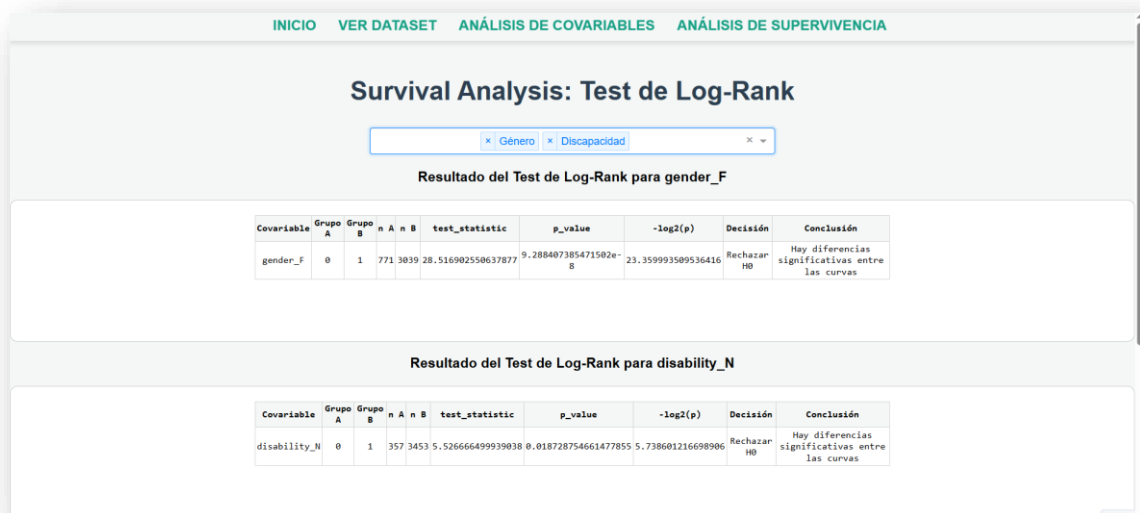 INICIO VER DATASET ANÁLISIS DE COVARIABLES ANÁLISIS DE SUPERVIVENCIA
Survival Analysis: Test de Log-Rank
× Género × Discapacidad ×
Resultado del Test de Log-Rank para gender_F
Covariable Grupo A Grupo B n A n B test_statistic p_value -log2(p) Decisión Conclusión
gender_F 0 1 771 3039 28.516902550637877 9.288407385471502e-8 23.359993509536416 Rechazar H0 Hay diferencias significativas entre las curvas
Resultado del Test de Log-Rank para disability_N
Covariable Grupo A Grupo B n A n B test_statistic p_value -log2(p) Decisión Conclusión
disability_N 0 1 357 3453 5.526666499939038 0.018728754661477855 5.738601216698906 Rechazar H0 Hay diferencias significativas entre las curvas